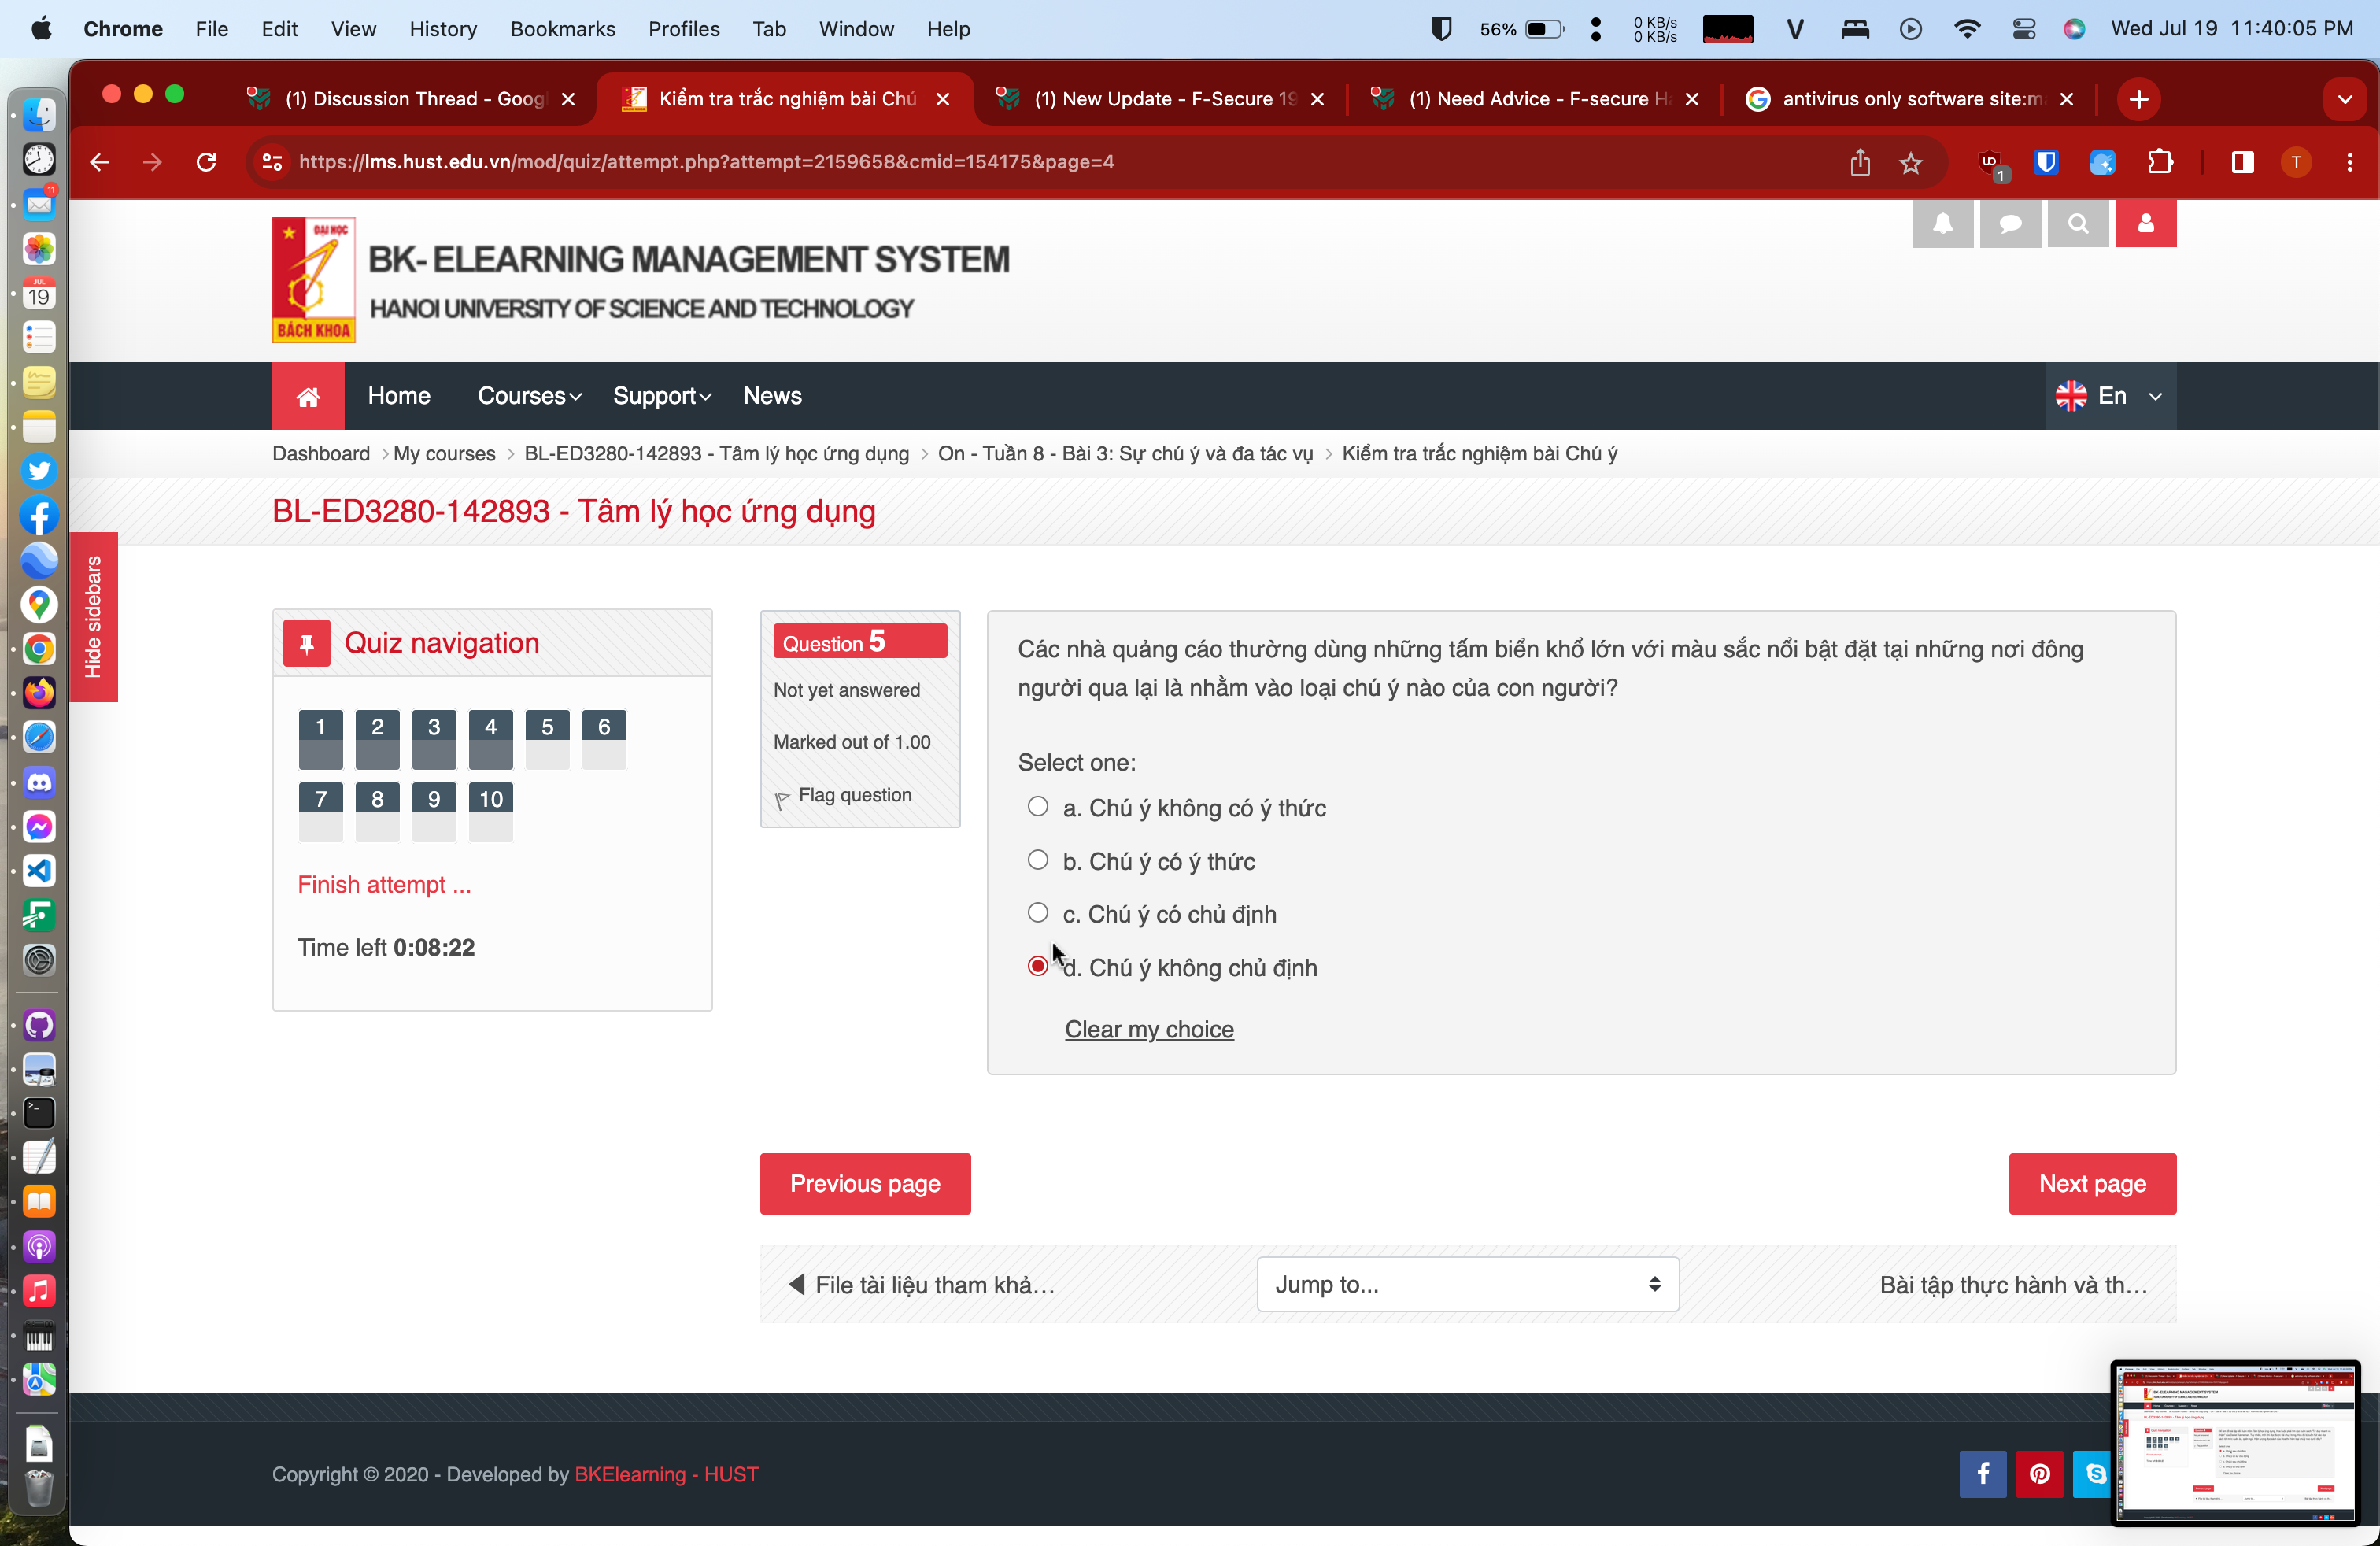 Chrome File Edit View History Bookmarks Profiles Tab Window Help 56% 0 KB/s 0 KB/s V Wed Jul 19 11:40:05 PM
(1) Discussion Thread - Goog
Kiểm tra trắc nghiệm bài Chú
(1) New Update - F-Secure 19
(1) Need Advice - F-secure Ha
antivirus only software site:m
https://lms.hust.edu.vn/mod/quiz/attempt.php?attempt=2159658&cmid=154175&page=4
1
T
11
JUL
19
ĐẠI HỌC
BÁCH KHOA
BK- ELEARNING MANAGEMENT SYSTEM
HANOI UNIVERSITY OF SCIENCE AND TECHNOLOGY
Home Courses Support News En
Dashboard > My courses > BL-ED3280-142893 - Tâm lý học ứng dụng > On - Tuần 8 - Bài 3: Sự chú ý và đa tác vụ > Kiểm tra trắc nghiệm bài Chú ý
BL-ED3280-142893 - Tâm lý học ứng dụng
Hide sidebars
Quiz navigation
1 2 3 4 5 6
7 8 9 10
Finish attempt ...
Time left 0:08:22
Question 5
Not yet answered
Marked out of 1.00
Flag question
Các nhà quảng cáo thường dùng những tấm biển khổ lớn với màu sắc nổi bật đặt tại những nơi đông
người qua lại là nhằm vào loại chú ý nào của con người?
Select one:
a. Chú ý không có ý thức
b. Chú ý có ý thức
c. Chú ý có chủ định
d. Chú ý không chủ định
Clear my choice
Previous page
Next page
File tài liệu tham khả...
Jump to...
Bài tập thực hành và th...
Copyright © 2020 - Developed by BKElearning - HUST